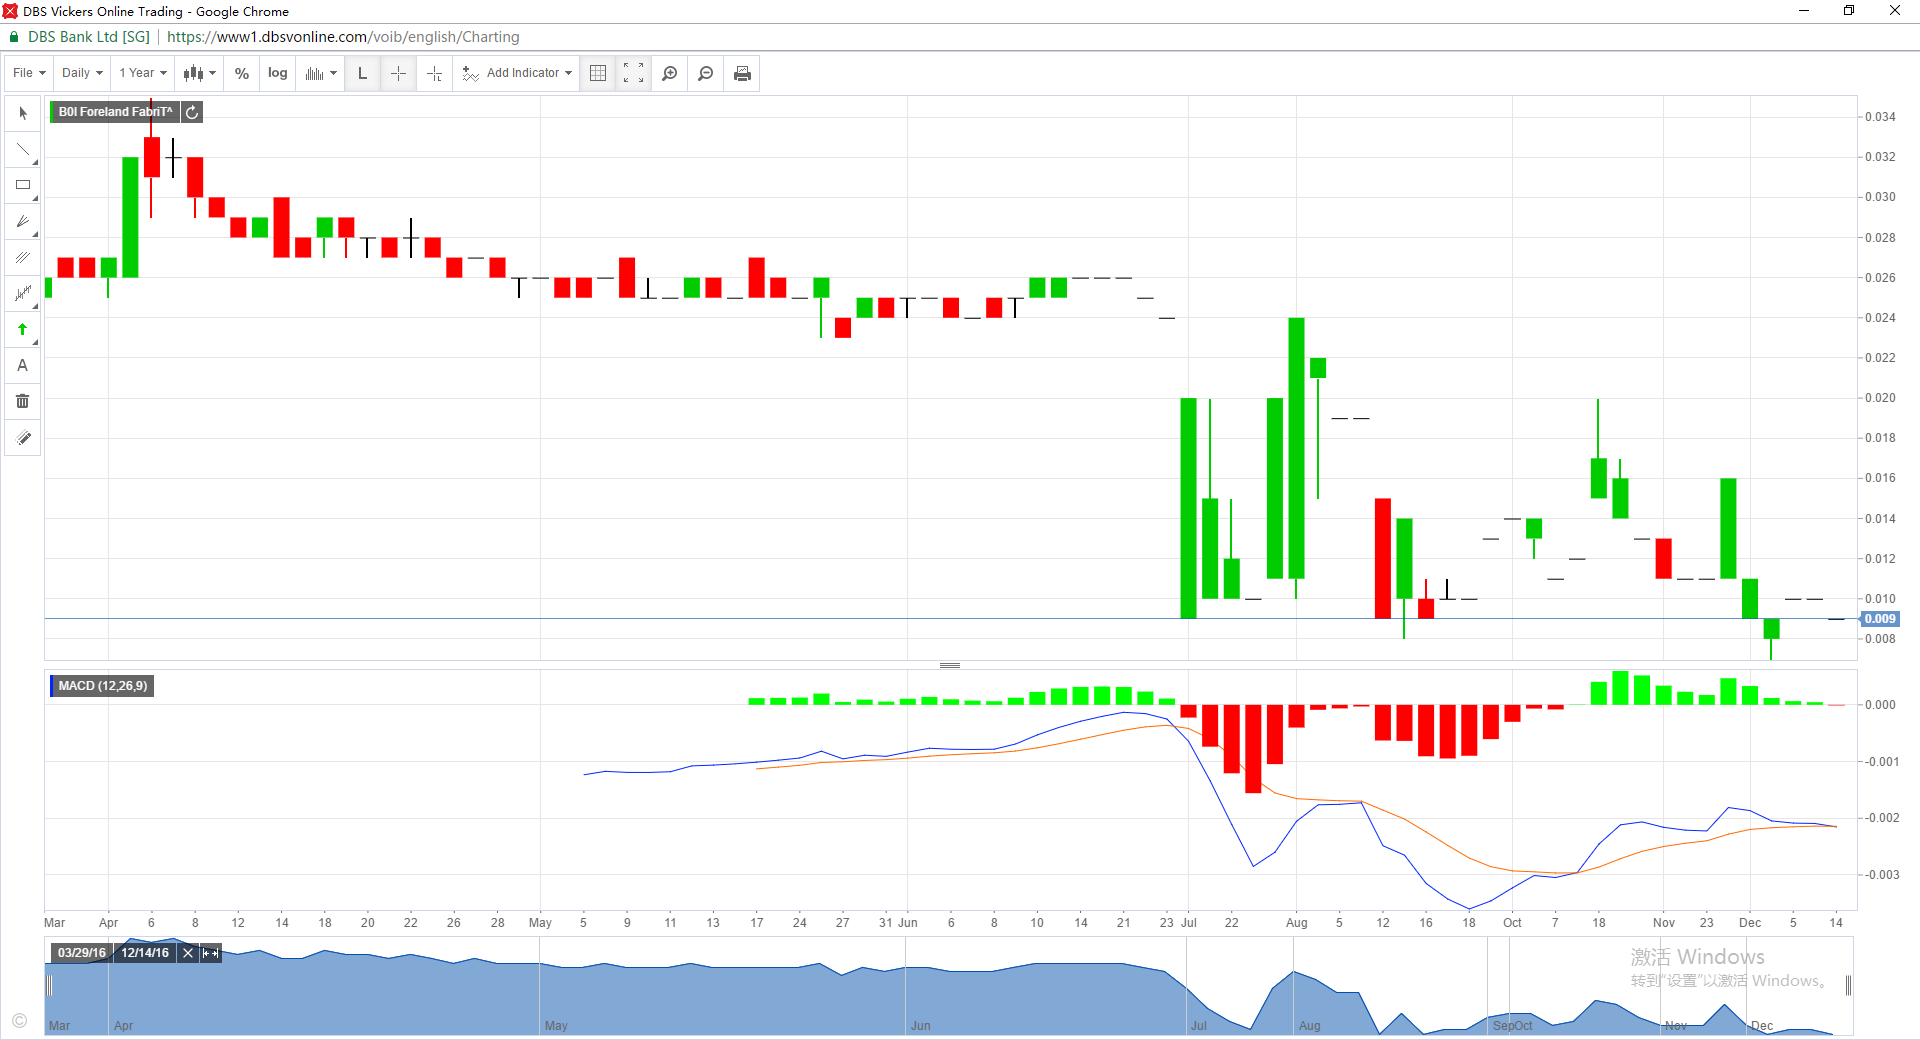 DBS Vickers Online Trading - Google Chrome
DBS Bank Ltd [SG] | https://www1.dbsvonline.com/voib/english/Charting
File Daily 1 Year % log L Add Indicator
B0I Foreland FabriT^
A
0.034
0.032
0.030
0.028
0.026
0.024
0.022
0.020
0.018
0.016
0.014
0.012
0.010
0.009
0.008
MACD (12,26,9)
0.000
-0.001
-0.002
-0.003
Mar Apr 6 8 12 14 18 20 22 26 28 May 5 9 11 13 17 24 27 31 Jun 6 8 10 14 21 23 Jul 22 Aug 5 12 16 18 Oct 7 18 Nov 23 Dec 5 14
03/29/16 12/14/16
激活 Windows
转到“设置”以激活 Windows。
Mar Apr May Jun Jul Aug Sep Oct Nov Dec
©